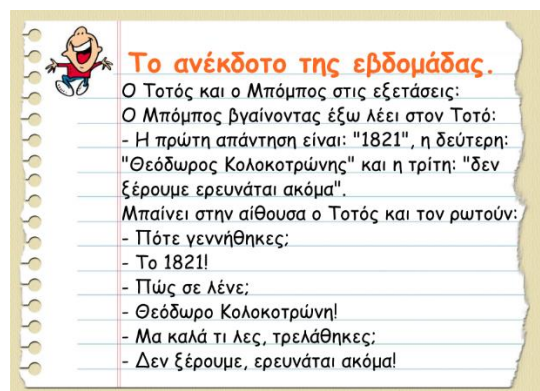 Το ανέκδοτο της εβδομάδας.
Ο Τοτός και ο Μπόμπος στις εξετάσεις:
Ο Μπόμπος βγαίνοντας έξω λέει στον Τοτό:
- Η πρώτη απάντηση είναι: "1821", η δεύτερη:
"Θεόδωρος Κολοκοτρώνης" και η τρίτη: "δεν
ξέρουμε ερευνάται ακόμα".
Μπαίνει στην αίθουσα ο Τοτός και τον ρωτούν:
- Πότε γεννήθηκες;
- Το 1821!
- Πώς σε λένε;
- Θεόδωρο Κολοκοτρώνη!
- Μα καλά τι λες, τρελάθηκες;
- Δεν ξέρουμε, ερευνάται ακόμα!